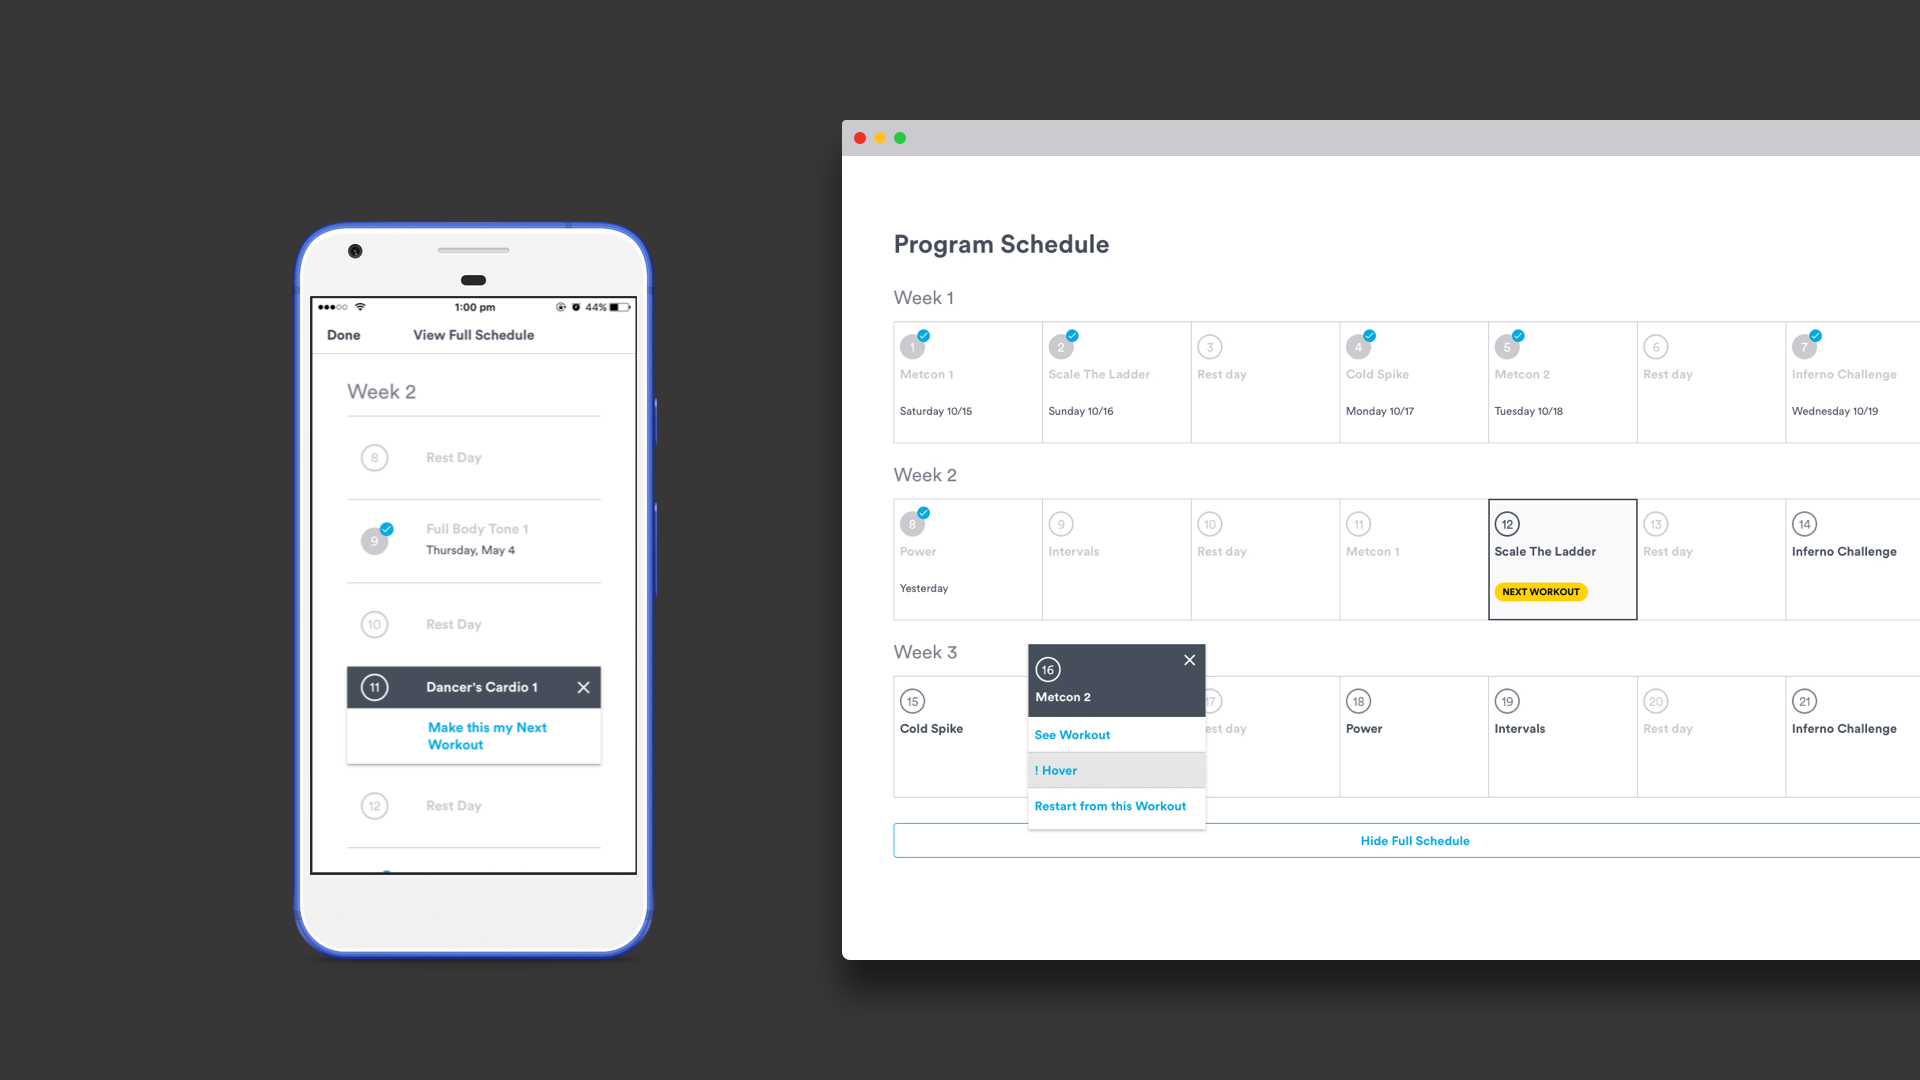 1:00 pm
44%
Done
View Full Schedule
Week 2
8
Rest Day
9
Full Body Tone 1
Thursday, May 4
10
Rest Day
11
Dancer's Cardio 1
Make this my Next
Workout
12
Rest Day
Program Schedule
Week 1
1 2 3 4 5 6 7
Metcon 1 Scale The Ladder Rest day Cold Spike Metcon 2 Rest day Inferno Challenge
Saturday 10/15 Sunday 10/16 Monday 10/17 Tuesday 10/18 Wednesday 10/19
Week 2
8 9 10 11 12 13 14
Power Intervals Rest day Metcon 1 Scale The Ladder Rest day Inferno Challenge
Yesterday NEXT WORKOUT
Week 3
15 17 18 19 20 21
Cold Spike est day Power Intervals Rest day Inferno Challenge
16
Metcon 2
See Workout
! Hover
Restart from this Workout
Hide Full Schedule